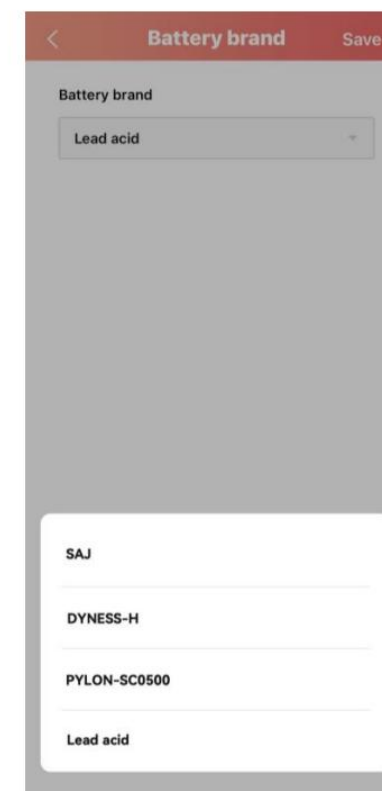 Battery brand Save
Battery brand
Lead acid
SAJ
DYNESS-H
PYLON-SC0500
Lead acid